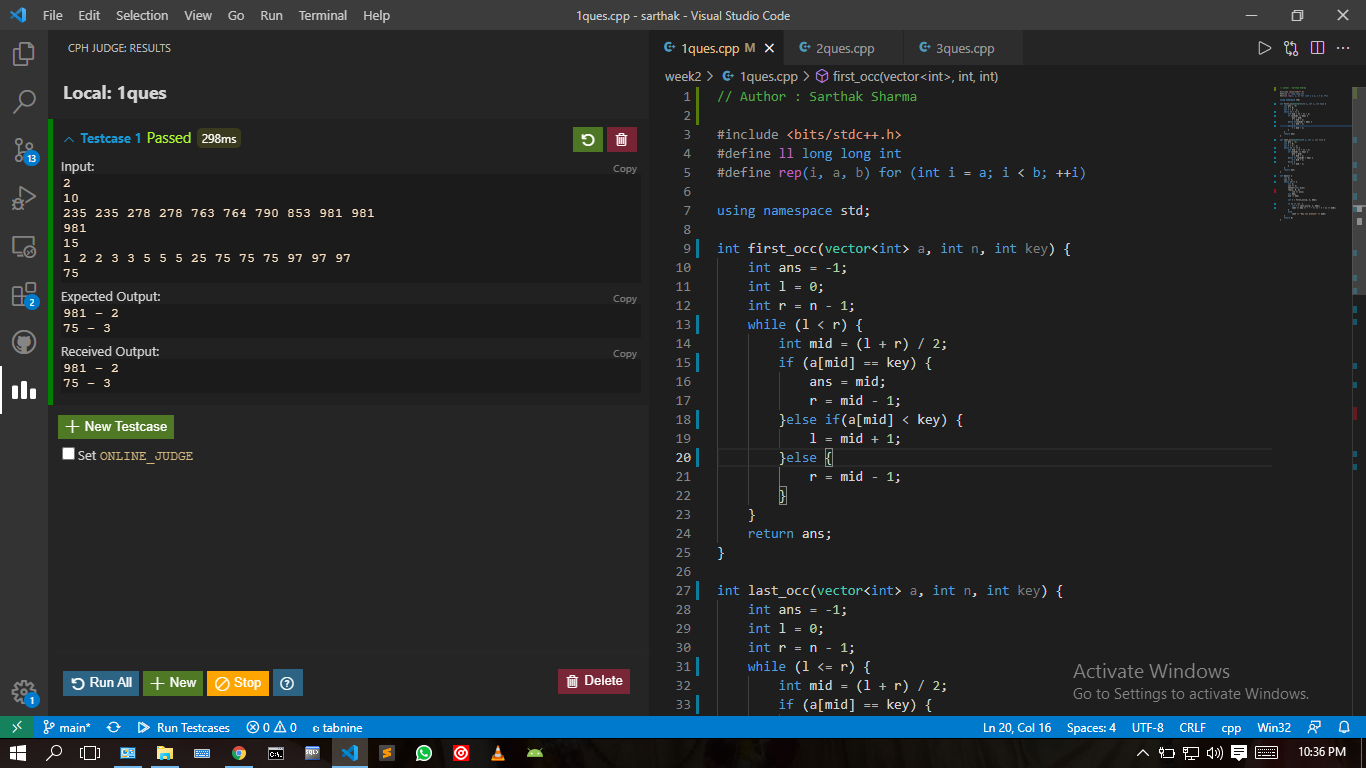 File Edit Selection View Go Run Terminal Help 1ques.cpp - sarthak - Visual Studio Code
CPH JUDGE: RESULTS
Local: 1ques
Testcase 1 Passed 298ms
Input:
Copy
2
10
235 235 278 278 763 764 790 853 981 981
981
15
1 2 2 3 3 5 5 5 25 75 75 75 97 97 97
75
Expected Output:
Copy
981 - 2
75 - 3
Received Output:
Copy
981 - 2
75 - 3
New Testcase
Set ONLINE_JUDGE
Run All New Stop Delete
13
2
1
1ques.cpp M 2ques.cpp 3ques.cpp
week2 > 1ques.cpp > first_occ(vector<int>, int, int)
1 // Author : Sarthak Sharma
2
3 #include <bits/stdc++.h>
4 #define ll long long int
5 #define rep(i, a, b) for (int i = a; i < b; ++i)
6
7 using namespace std;
8
9 int first_occ(vector<int> a, int n, int key) {
10 int ans = -1;
11 int l = 0;
12 int r = n - 1;
13 while (l < r) {
14 int mid = (l + r) / 2;
15 if (a[mid] == key) {
16 ans = mid;
17 r = mid - 1;
18 }else if(a[mid] < key) {
19 l = mid + 1;
20 }else {
21 r = mid - 1;
22 }
23 }
24 return ans;
25 }
26
27 int last_occ(vector<int> a, int n, int key) {
28 int ans = -1;
29 int l = 0;
30 int r = n - 1;
31 while (l <= r) {
32 int mid = (l + r) / 2;
33 if (a[mid] == key) {
Activate Windows
Go to Settings to activate Windows.
main* Run Testcases 0 0 tabnine Ln 20, Col 16 Spaces: 4 UTF-8 CRLF cpp Win32
10:36 PM